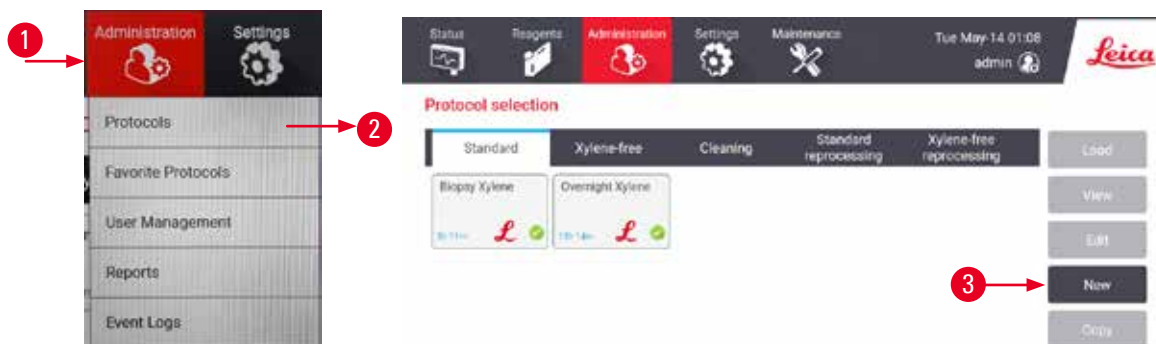 1
Administration Settings
Protocols
2
Favorite Protocols
User Management
Reports
Event Logs
Status Reagents Administration Settings Maintenance
Tue May-14 01:08
admin
Leica
Protocol selection
Standard Xylene-free Cleaning Standard reprocessing Xylene-free reprocessing
Biopsy Xylene
L
Overnight Xylene
L
Load
View
Edit
3
New
Copy